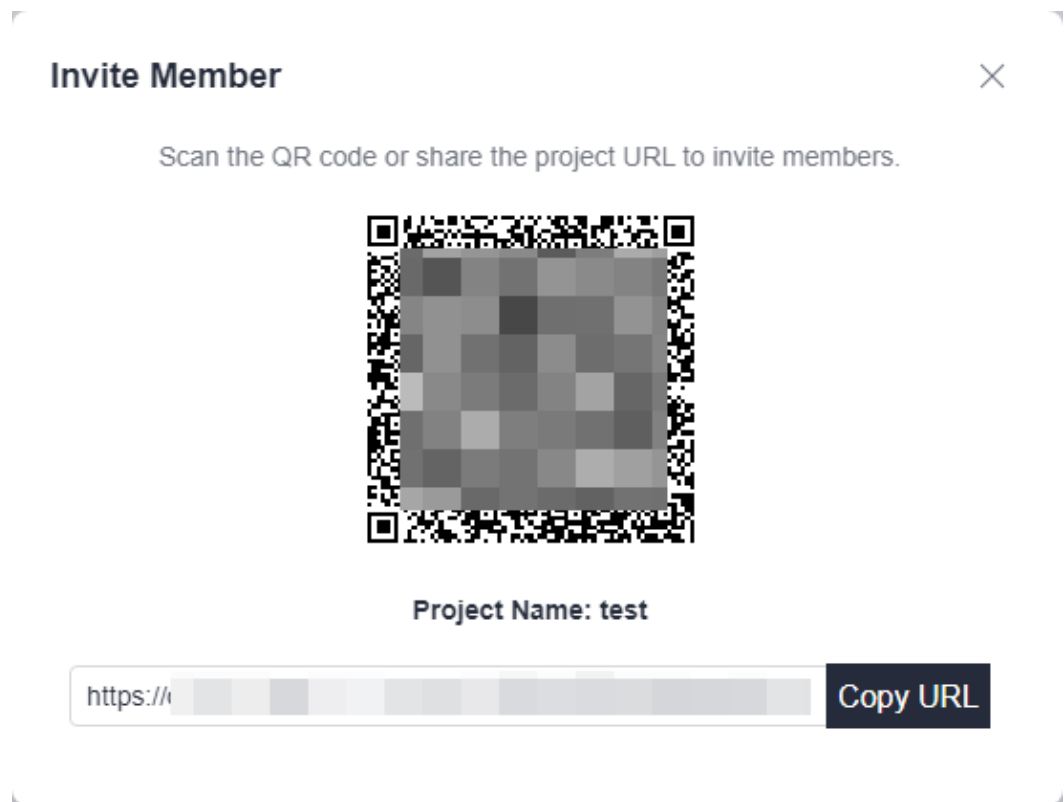 Invite Member
Scan the QR code or share the project URL to invite members.
Project Name: test
https://
Copy URL